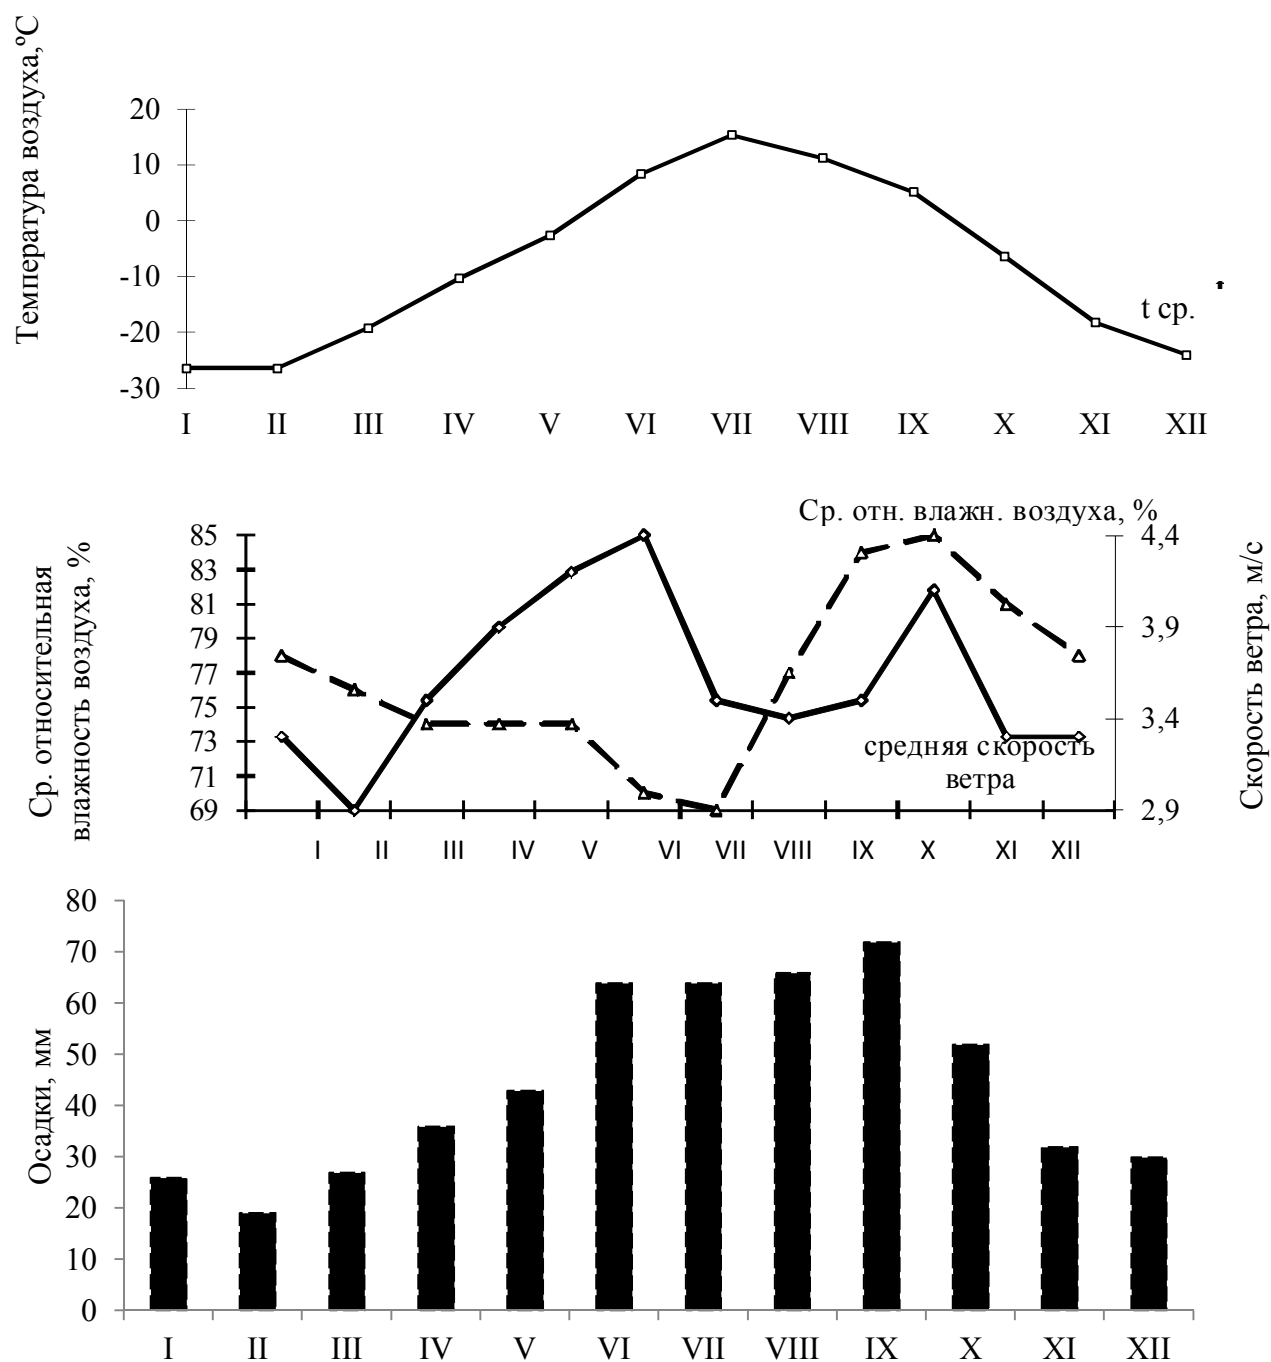 Температура воздуха,ºС
20
10
0
-10
-20
-30
t ср.
I II III IV V VI VII VIII IX X XI XII
Ср. относительная
влажность воздуха, %
Ср. отн. влажн. воздуха, %
85
83
81
79
77
75
73
71
69
4,4
3,9
3,4
2,9
Скорость ветра, м/с
средняя скорость
ветра
I II III IV V VI VII VIII IX X XI XII
Осадки, мм
80
70
60
50
40
30
20
10
0
I II III IV V VI VII VIII IX X XI XII